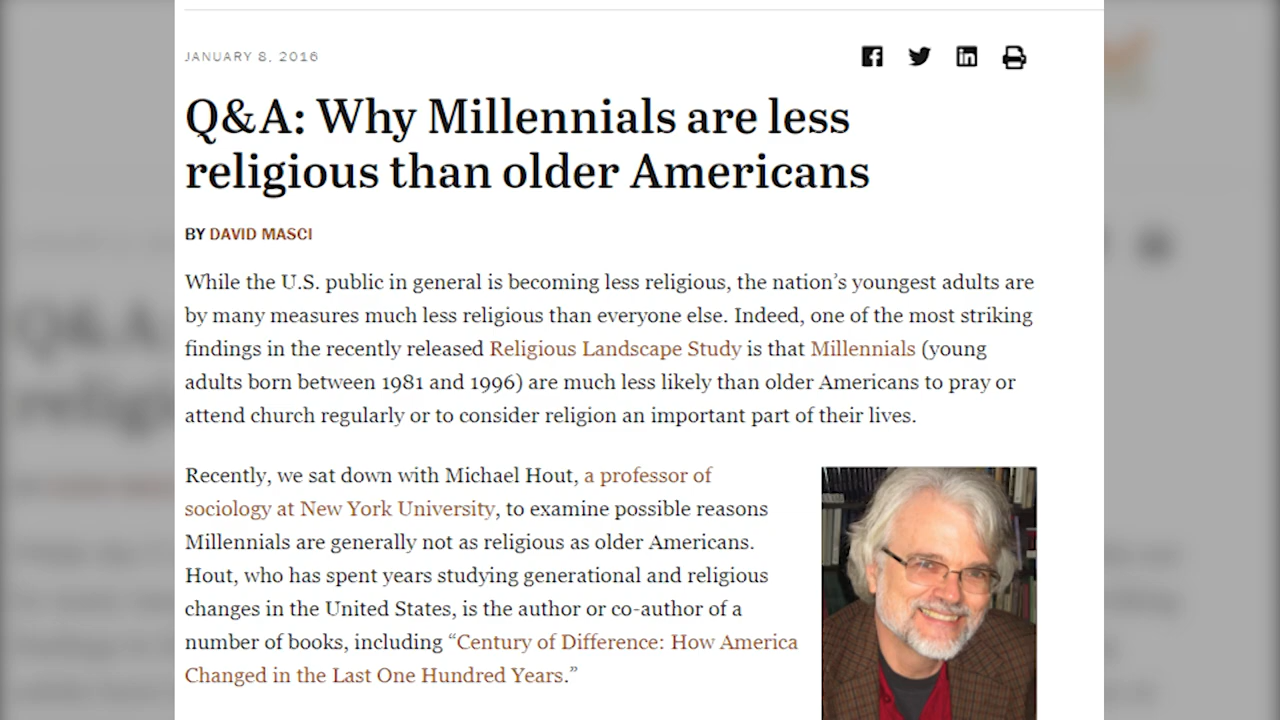 JANUARY 8, 2016
Q&A: Why Millennials are less
religious than older Americans
BY DAVID MASCI
While the U.S. public in general is becoming less religious, the nation’s youngest adults are
by many measures much less religious than everyone else. Indeed, one of the most striking
findings in the recently released Religious Landscape Study is that Millennials (young
adults born between 1981 and 1996) are much less likely than older Americans to pray or
attend church regularly or to consider religion an important part of their lives.
Recently, we sat down with Michael Hout, a professor of
sociology at New York University, to examine possible reasons
Millennials are generally not as religious as older Americans.
Hout, who has spent years studying generational and religious
changes in the United States, is the author or co-author of a
number of books, including “Century of Difference: How America
Changed in the Last One Hundred Years.”